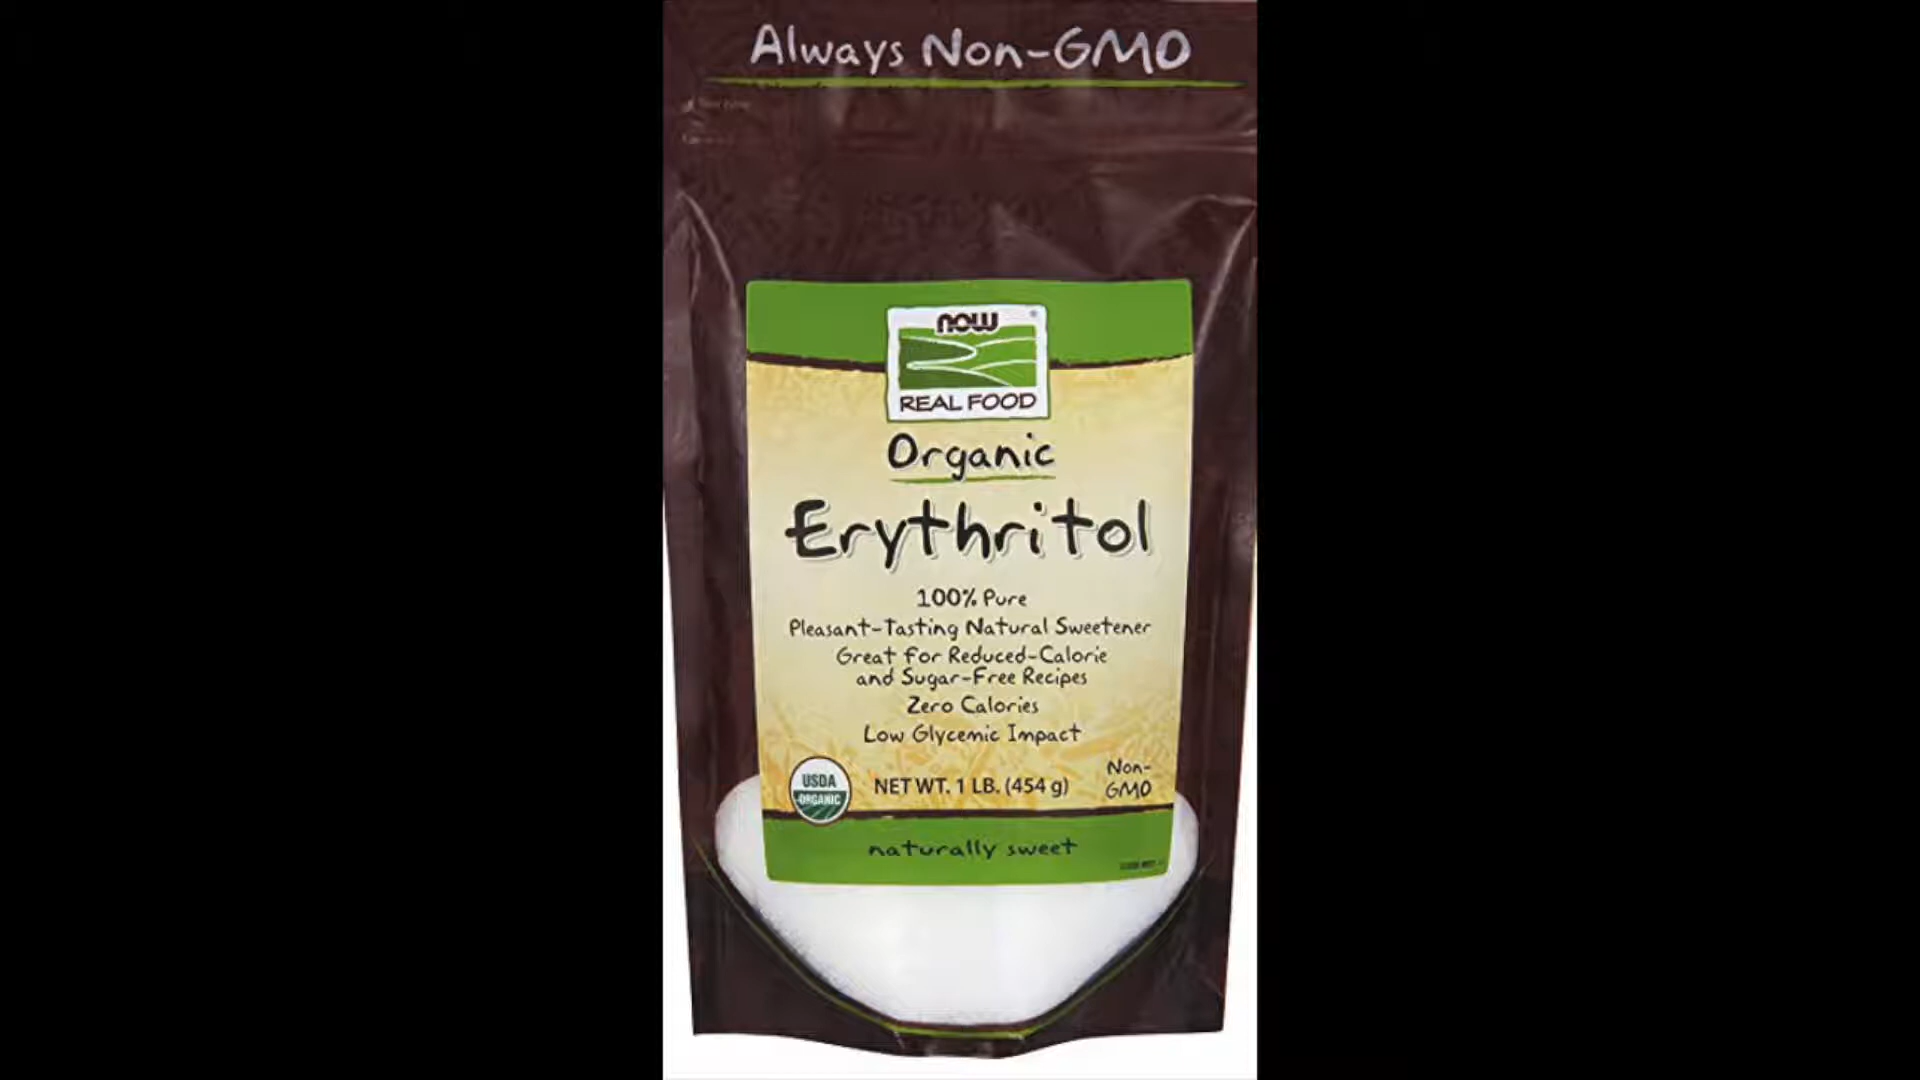 Always Non-GMO
now
REAL FOOD
Organic
Erythritol
100% Pure
Pleasant-Tasting Natural Sweetener
Great for Reduced-Calorie
and Sugar-Free Recipes
Zero Calories
Low Glycemic Impact
USDA
ORGANIC
NET WT. 1 LB. (454 g)
Non-
GMO
naturally sweet